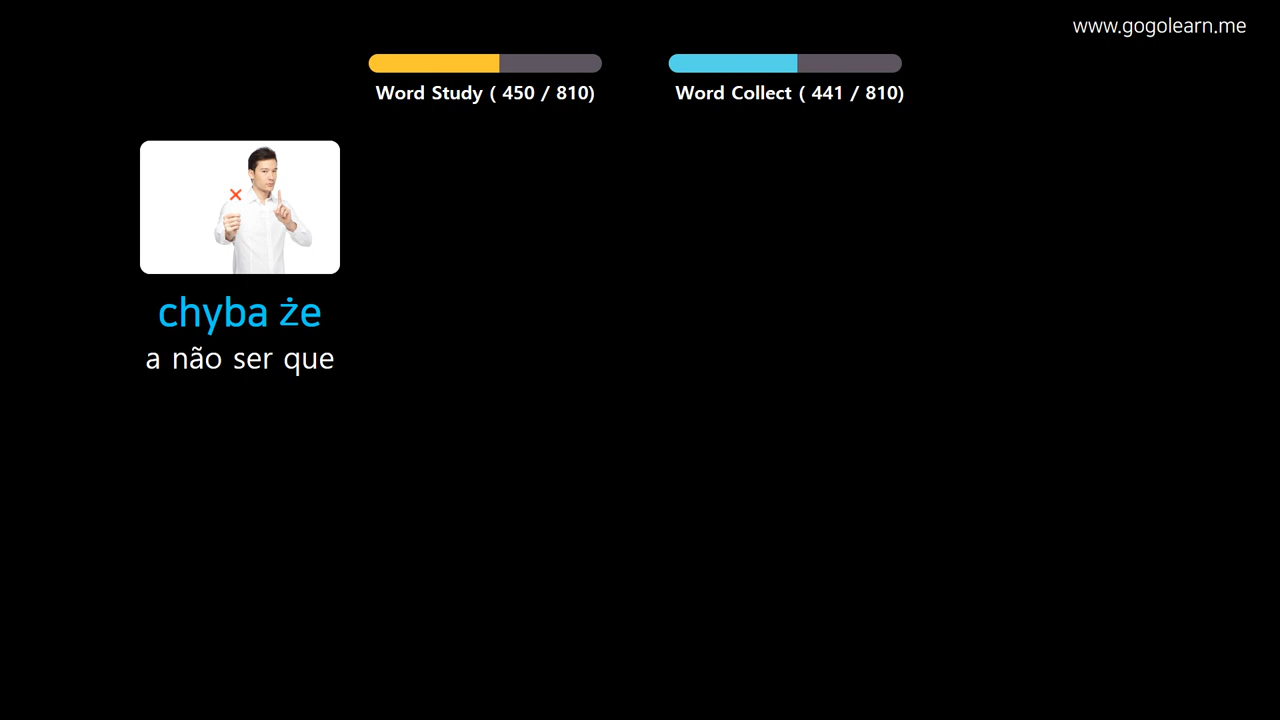 www.gogolearn.me
Word Study ( 450 / 810)
Word Collect ( 441 / 810)
chyba że
a não ser que